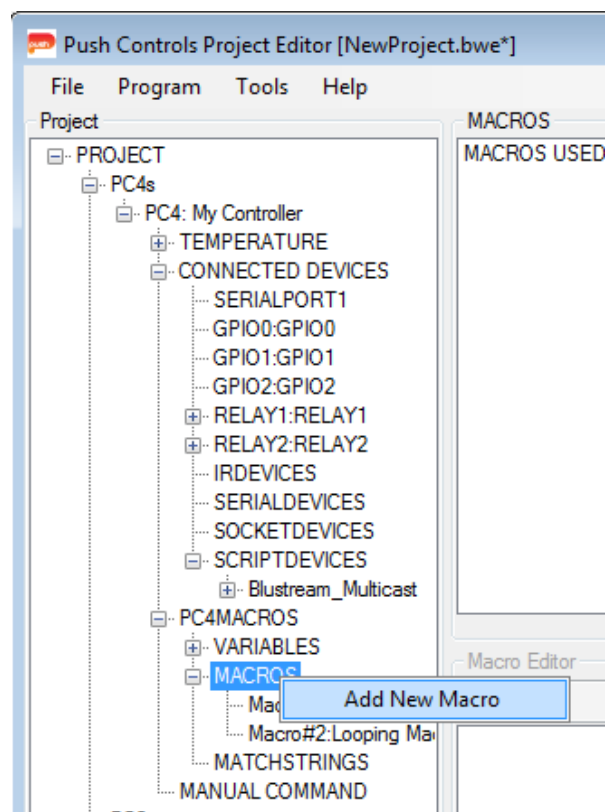 push Push Controls Project Editor [NewProject.bwe*]
File Program Tools Help
Project
PROJECT
PC4s
PC4: My Controller
TEMPERATURE
CONNECTED DEVICES
SERIALPORT1
GPIO0:GPIO0
GPIO1:GPIO1
GPIO2:GPIO2
RELAY1:RELAY1
RELAY2:RELAY2
IRDEVICES
SERIALDEVICES
SOCKETDEVICES
SCRIPTDEVICES
Blustream_Multicast
PC4MACROS
VARIABLES
MACROS
Add New Macro
Macro#2:Looping
MATCHSTRINGS
MANUAL COMMAND
MACROS
MACROS USED
Macro Editor